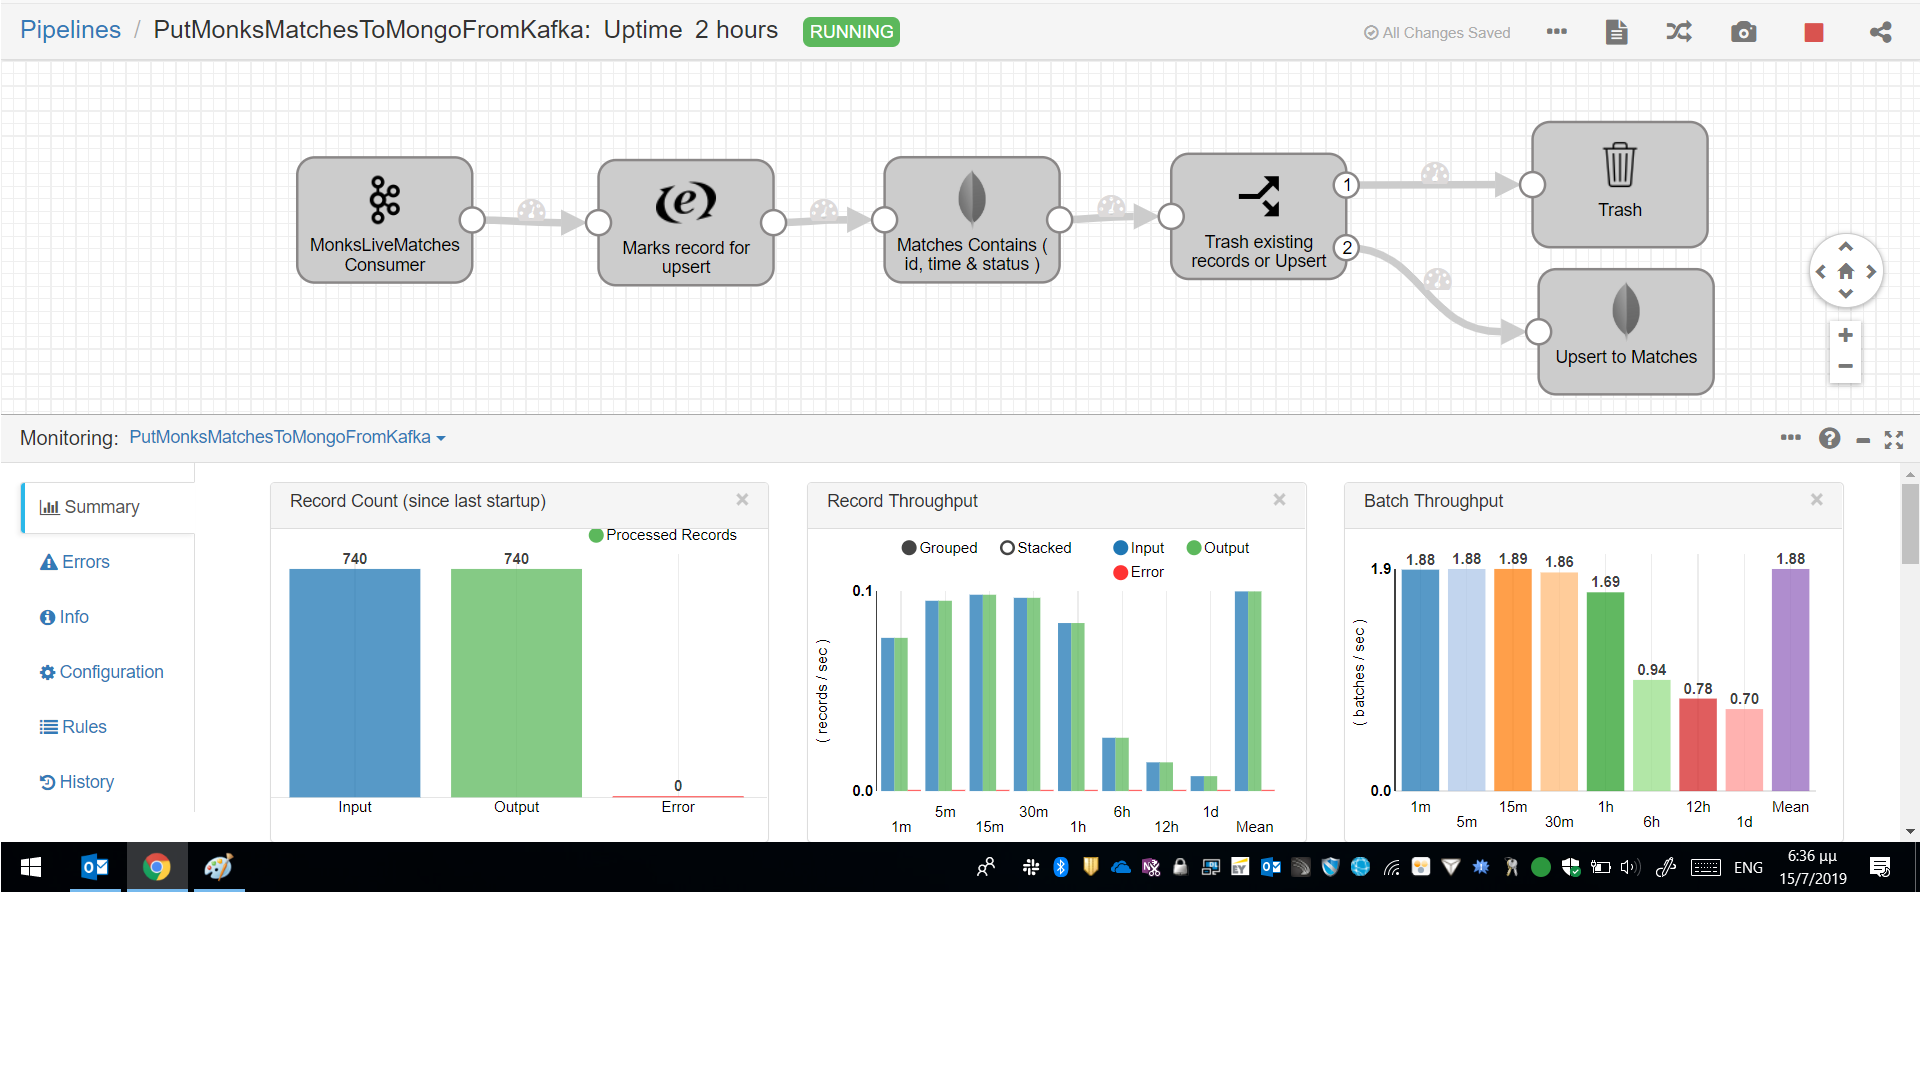 Pipelines / PutMonksMatchesToMongoFromKafka: Uptime 2 hours RUNNING
All Changes Saved
MonksLiveMatches
Consumer
Marks record for
upsert
Matches Contains (
id, time & status )
Trash existing
records or Upsert
1
2
Trash
Upsert to Matches
Monitoring: PutMonksMatchesToMongoFromKafka
Summary
Errors
Info
Configuration
Rules
History
Record Count (since last startup)
Processed Records
740
740
0
Input
Output
Error
Record Throughput
Grouped
Stacked
Input
Output
Error
0.1
0.0
( records / sec )
1m
5m
15m
30m
1h
6h
12h
1d
Mean
Batch Throughput
1.9
0.0
( batches / sec )
1.88
1.88
1.89
1.86
1.69
0.94
0.78
0.70
1.88
1m
5m
15m
30m
1h
6h
12h
1d
Mean
EY
ENG
6:36 μμ
15/7/2019